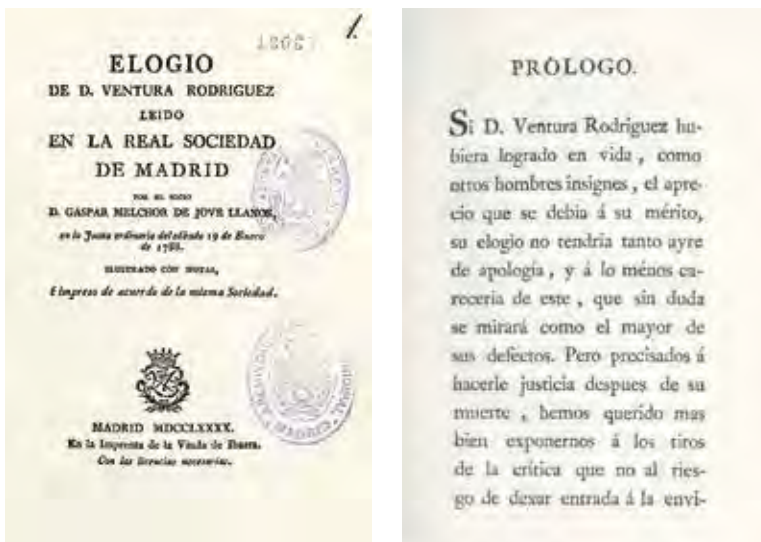 1.
ELOGIO
DE D. VENTURA RODRIGUEZ
LEIDO
EN LA REAL SOCIEDAD
DE MADRID
POR EL SOCIO
D. GASPAR MELCHOR DE JOVE LLANOS,
en la Junta ordinaria del sábado 19 de Enero
de 1788.
ILUSTRADO CON NOTAS,
é impreso de acuerdo de la misma Sociedad.
MADRID MDCCLXXXX.
En la Imprenta de la Viuda de Ibarra.
Con las licencias necesarias.
PRÓLOGO.
Si D. Ventura Rodriguez hu-
biera logrado en vida, como
otros hombres insignes, el apre-
cio que se debia á su mérito,
su elogio no tendria tanto ayre
de apología, y á lo ménos ca-
receria de este, que sin duda
se mirará como el mayor de
sus defectos. Pero precisados á
hacerle justicia despues de su
muerte, hemos querido mas
bien exponernos á los tiros
de la crítica que no al ries-
go de dexar entrada á la envi-